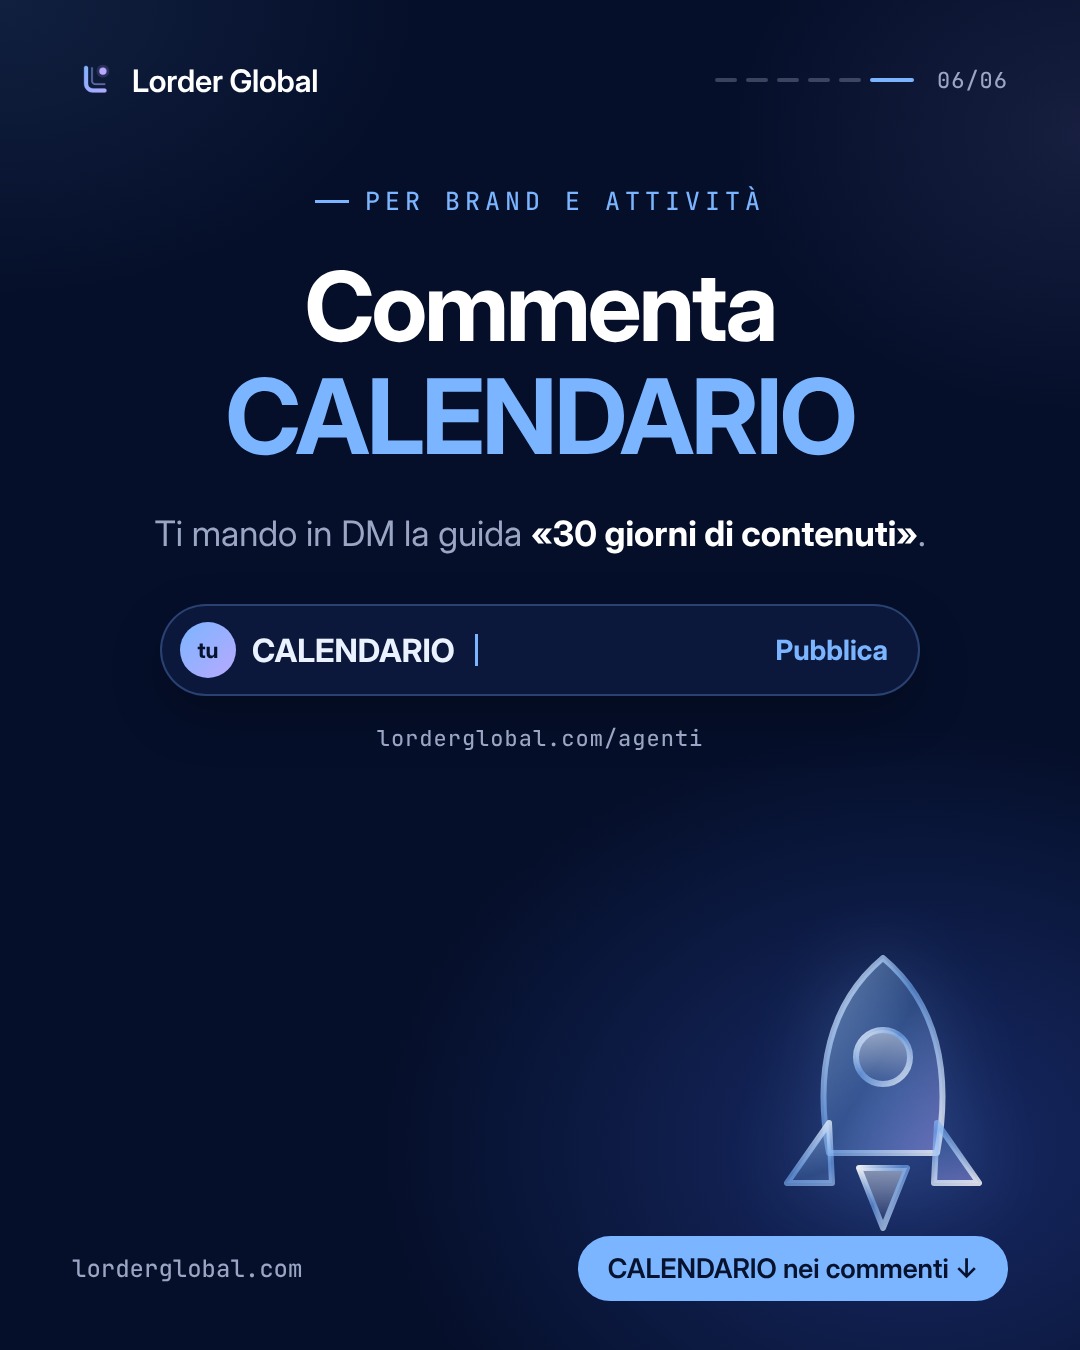 Lorder Global
06/06
— PER BRAND E ATTIVITÀ
Commenta
CALENDARIO
Ti mando in DM la guida «30 giorni di contenuti».
tu CALENDARIO | Pubblica
lorderglobal.com/agenti
lorderglobal.com
CALENDARIO nei commenti ↓